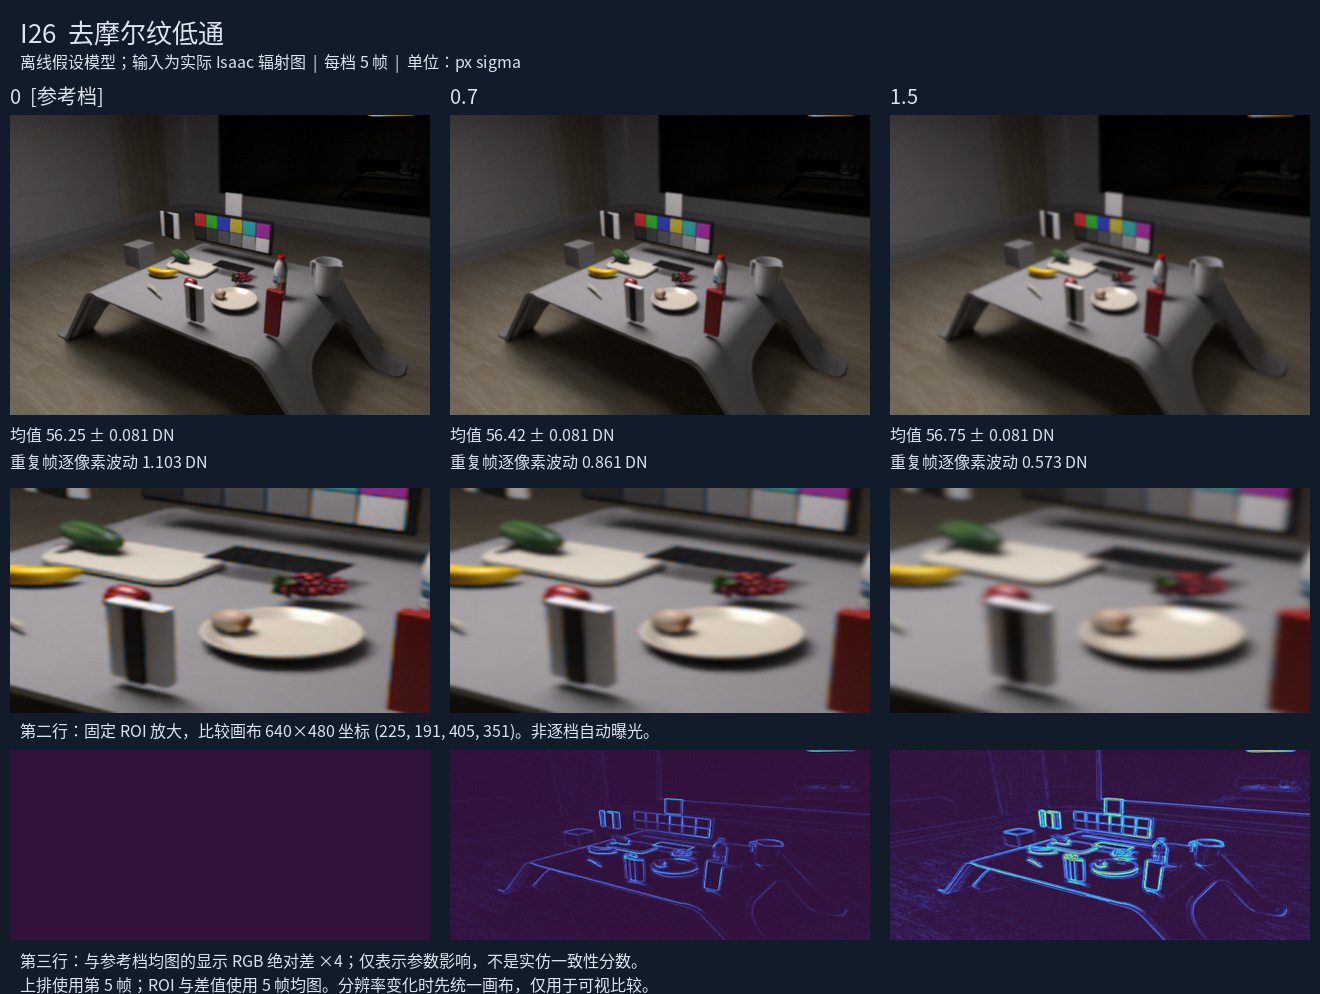 I26 去摩尔纹低通
离线假设模型；输入为实际 Isaac 辐射图 | 每档 5 帧 | 单位：px sigma
0 [参考档]
0.7
1.5
均值 56.25 ± 0.081 DN
重复帧逐像素波动 1.103 DN
均值 56.42 ± 0.081 DN
重复帧逐像素波动 0.861 DN
均值 56.75 ± 0.081 DN
重复帧逐像素波动 0.573 DN
第二行：固定 ROI 放大，比较画布 640×480 坐标 (225, 191, 405, 351)。非逐档自动曝光。
第三行：与参考档均图的显示 RGB 绝对差 ×4；仅表示参数影响，不是实仿一致性分数。
上排使用第 5 帧；ROI 与差值使用 5 帧均图。分辨率变化时先统一画布，仅用于可视比较。